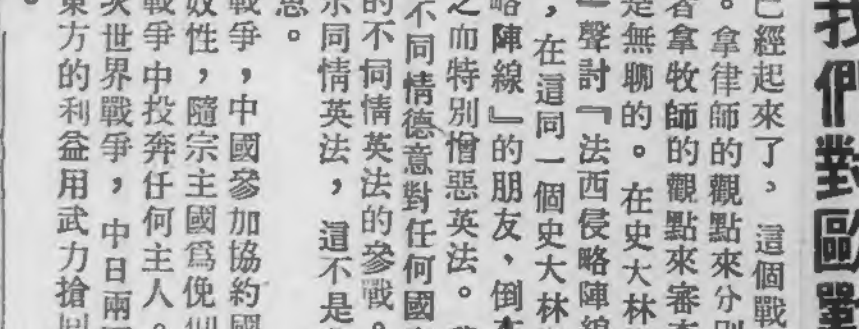 我們對歐戰
已經起來了，這個戰
。拿律師的觀點來分別
者拿牧師的觀點來審查
是無聊的。在史大林
一聲討『法西侵略陣線
，在這同一個史大林
略陣線』的朋友，倒
之而特別憎惡英法。
不同情德意對任何國
的不同情英法的參戰。
示同情英法，這不是
惡。
戰爭，中國參加協約國
奴性，隨宗主國爲俛
戰爭中投奔任何主人。
次世界戰爭，中日兩
東方的利益用武力搶
。